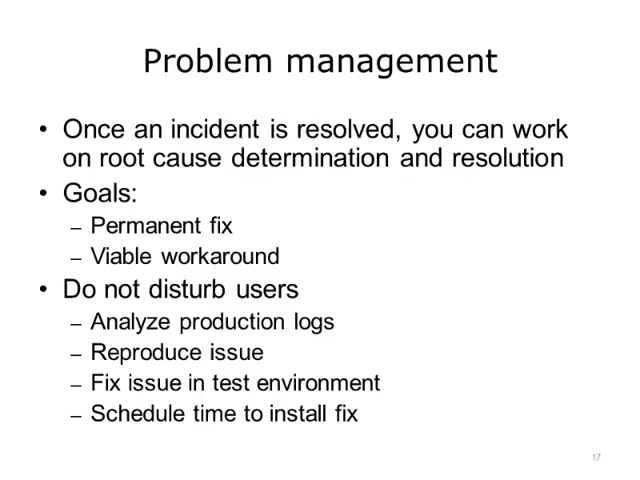 Problem management
• Once an incident is resolved, you can work
on root cause determination and resolution
• Goals:
– Permanent fix
– Viable workaround
• Do not disturb users
– Analyze production logs
– Reproduce issue
– Fix issue in test environment
– Schedule time to install fix
17